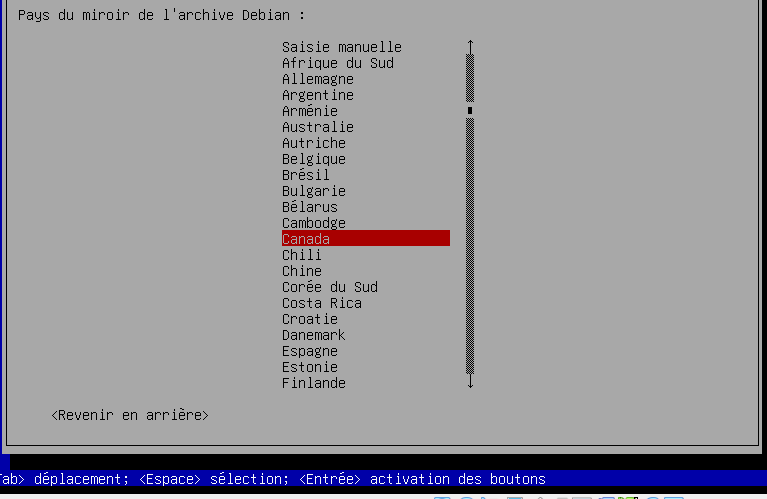 Pays du miroir de l'archive Debian :
Saisie manuelle
Afrique du Sud
Allemagne
Argentine
Arménie
Australie
Autriche
Belgique
Brésil
Bulgarie
Bélarus
Cambodge
Canada
Chili
Chine
Corée du Sud
Costa Rica
Croatie
Danemark
Espagne
Estonie
Finlande
<Revenir en arrière>
Tab> déplacement; <Espace> sélection; <Entrée> activation des boutons